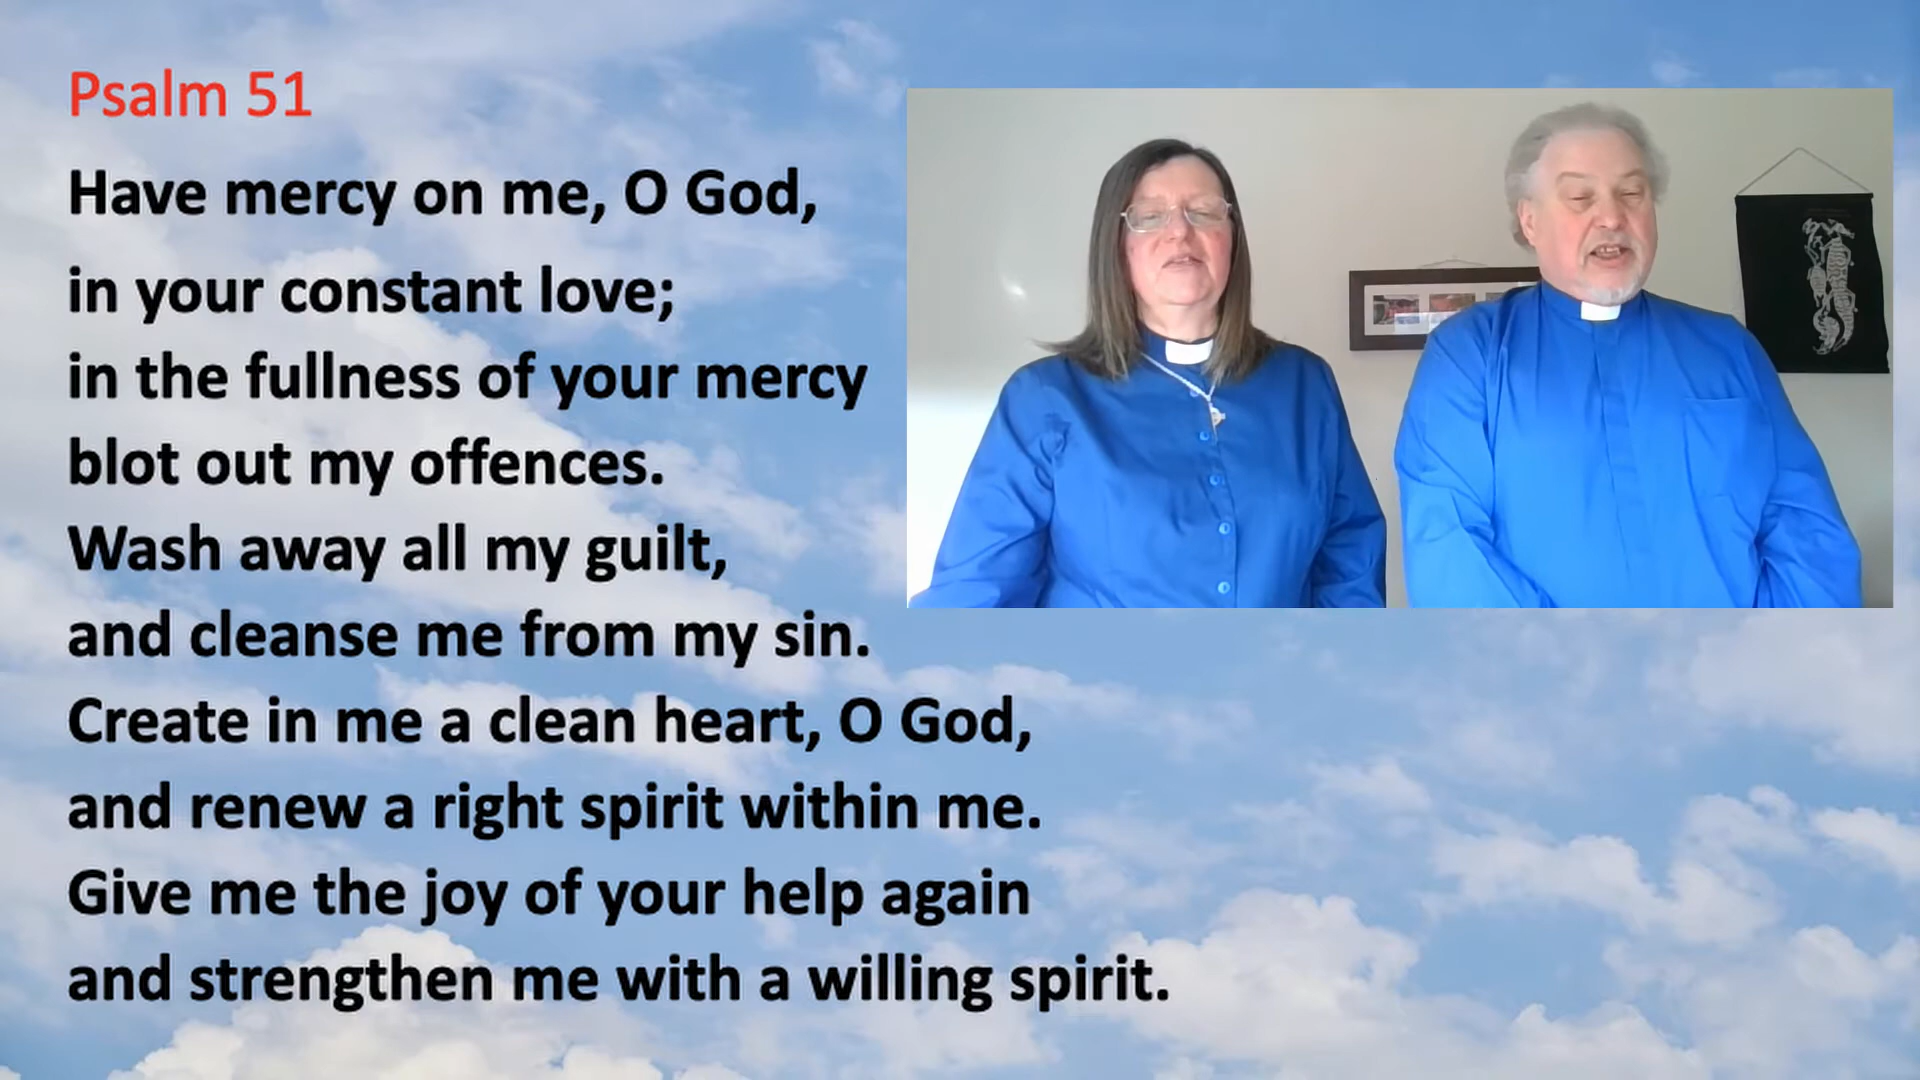 Psalm 51
Have mercy on me, O God,
in your constant love;
in the fullness of your mercy
blot out my offences.
Wash away all my guilt,
and cleanse me from my sin.
Create in me a clean heart, O God,
and renew a right spirit within me.
Give me the joy of your help again
and strengthen me with a willing spirit.